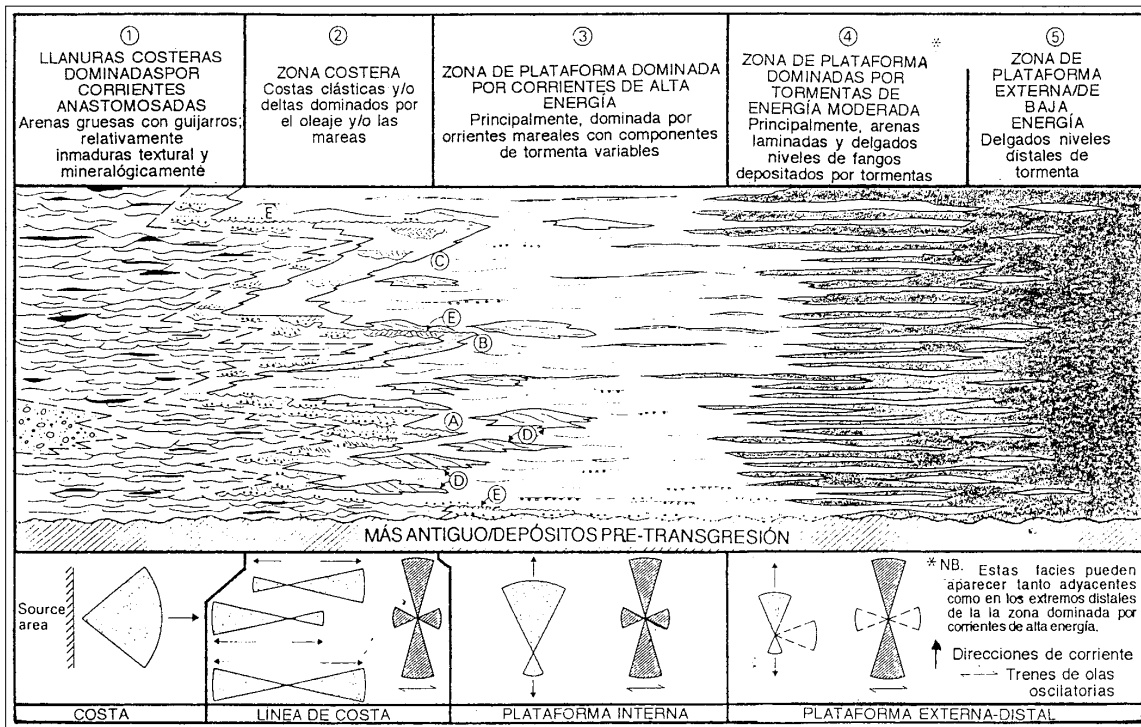 ①
LLANURAS COSTERAS
DOMINADASPOR
CORRIENTES
ANASTOMOSADAS
Arenas gruesas con guijarros;
relativamente
inmaduras textural y
mineralógicamenté
②
ZONA COSTERA
Costas clásticas y/o
deltas dominados por
el oleaje y/o las
mareas
③
ZONA DE PLATAFORMA DOMINADA
POR CORRIENTES DE ALTA
ENERGÍA
Principalmente, dominada por
orrientes mareales con componentes
de tormenta variables
④ *
ZONA DE PLATAFORMA
DOMINADAS POR
TORMENTAS DE
ENERGÍA MODERADA
Principalmente, arenas
laminadas y delgados
niveles de fangos
depositados por tormentas
⑤
ZONA DE
PLATAFORMA
EXTERNA/DE
BAJA
ENERGÍA
Delgados niveles
distales de
tormenta
E
C
E
B
A
D
D
E
MÁS ANTIGUO/DEPÓSITOS PRE-TRANSGRESIÓN
Source
area
* NB. Estas facies pueden
aparecer tanto adyacentes
como en los extremos distales
de la la zona dominada por
corrientes de alta energía.
Direcciones de corriente
Trenes de olas
oscilatorias
COSTA
LÍNEA DE COSTA
PLATAFORMA INTERNA
PLATAFORMA EXTERNA-DISTAL